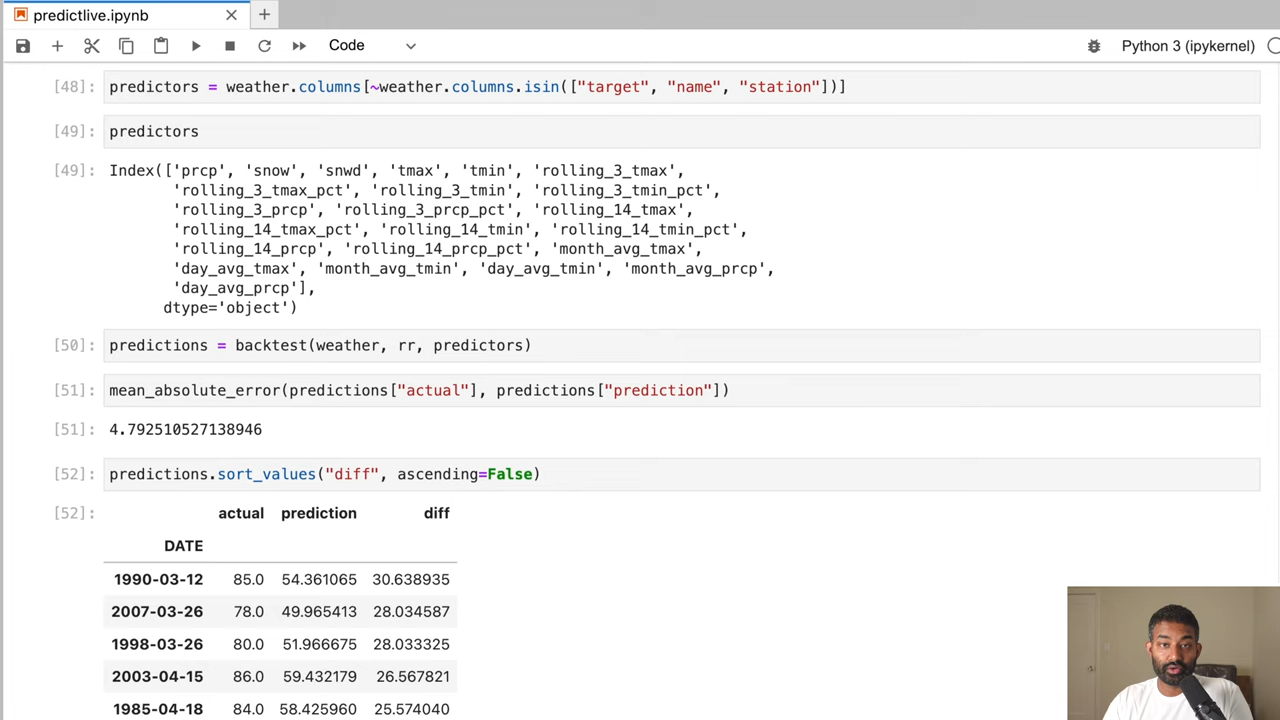 predictlive.ipynb
Code
Python 3 (ipykernel)
[48]: predictors = weather.columns[~weather.columns.isin(["target", "name", "station"])]
[49]: predictors
[49]: Index(['prcp', 'snow', 'snwd', 'tmax', 'tmin', 'rolling_3_tmax',
'rolling_3_tmax_pct', 'rolling_3_tmin', 'rolling_3_tmin_pct',
'rolling_3_prcp', 'rolling_3_prcp_pct', 'rolling_14_tmax',
'rolling_14_tmax_pct', 'rolling_14_tmin', 'rolling_14_tmin_pct',
'rolling_14_prcp', 'rolling_14_prcp_pct', 'month_avg_tmax',
'day_avg_tmax', 'month_avg_tmin', 'day_avg_tmin', 'month_avg_prcp',
'day_avg_prcp'],
dtype='object')
[50]: predictions = backtest(weather, rr, predictors)
[51]: mean_absolute_error(predictions["actual"], predictions["prediction"])
[51]: 4.792510527138946
[52]: predictions.sort_values("diff", ascending=False)
[52]: actual prediction diff
DATE
1990-03-12 85.0 54.361065 30.638935
2007-03-26 78.0 49.965413 28.034587
1998-03-26 80.0 51.966675 28.033325
2003-04-15 86.0 59.432179 26.567821
1985-04-18 84.0 58.425960 25.574040